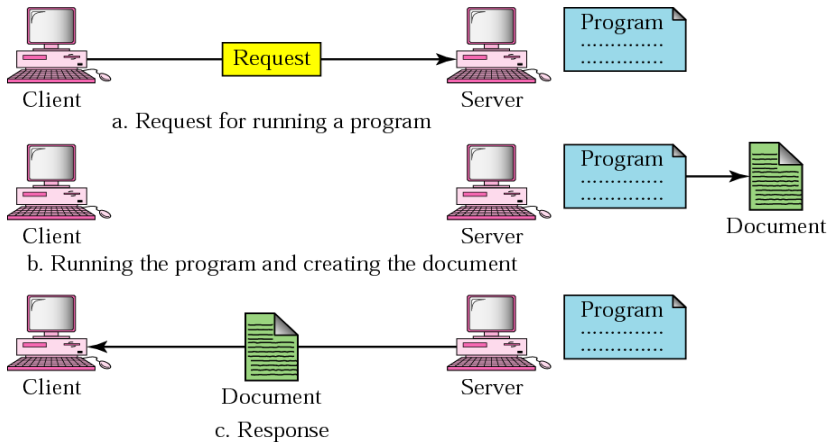 Program
..............
..............
Request
Client
Server
a. Request for running a program
Program
..............
..............
Client
Server
Document
b. Running the program and creating the document
Program
..............
..............
Client
Server
Document
c. Response